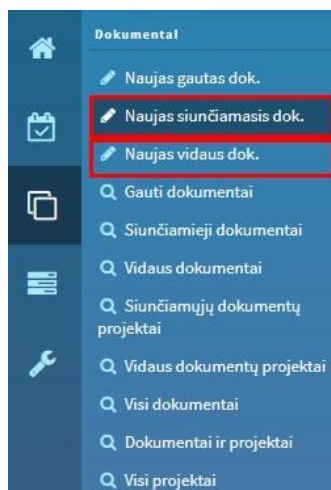 Dokumentai
Naujas gautas dok.
Naujas siunčiamasis dok.
Naujas vidaus dok.
Gauti dokumentai
Siunčiamieji dokumentai
Vidaus dokumentai
Siunčiamųjų dokumentų
projektai
Vidaus dokumentų projektai
Visi dokumentai
Dokumentai ir projektai
Visi projektai